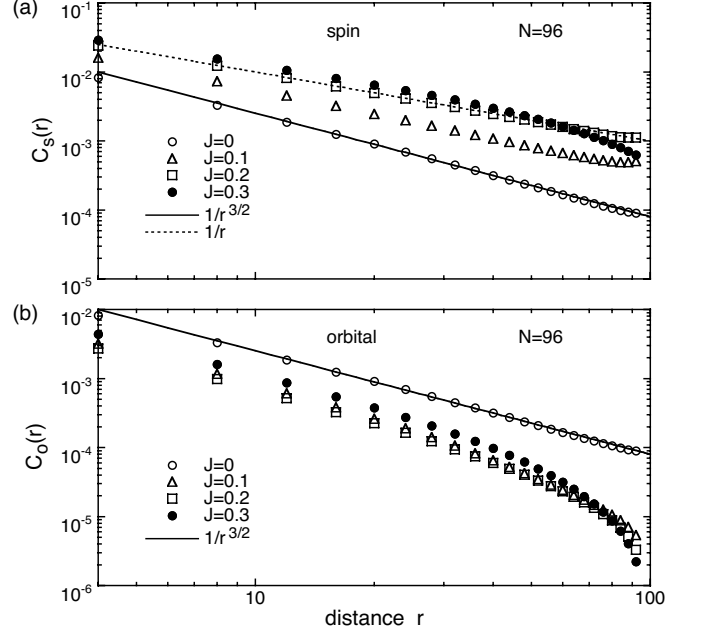 (a)
10⁻¹
spin
N=96
10⁻²
Cₛ(r)
10⁻³
J=0
J=0.1
J=0.2
J=0.3
1/r 3/2
1/r
10⁻⁴
10⁻⁵
(b)
10⁻²
orbital
N=96
10⁻³
Cₒ(r)
10⁻⁴
J=0
J=0.1
J=0.2
J=0.3
1/r 3/2
10⁻⁵
10⁻⁶
10
100
distance r